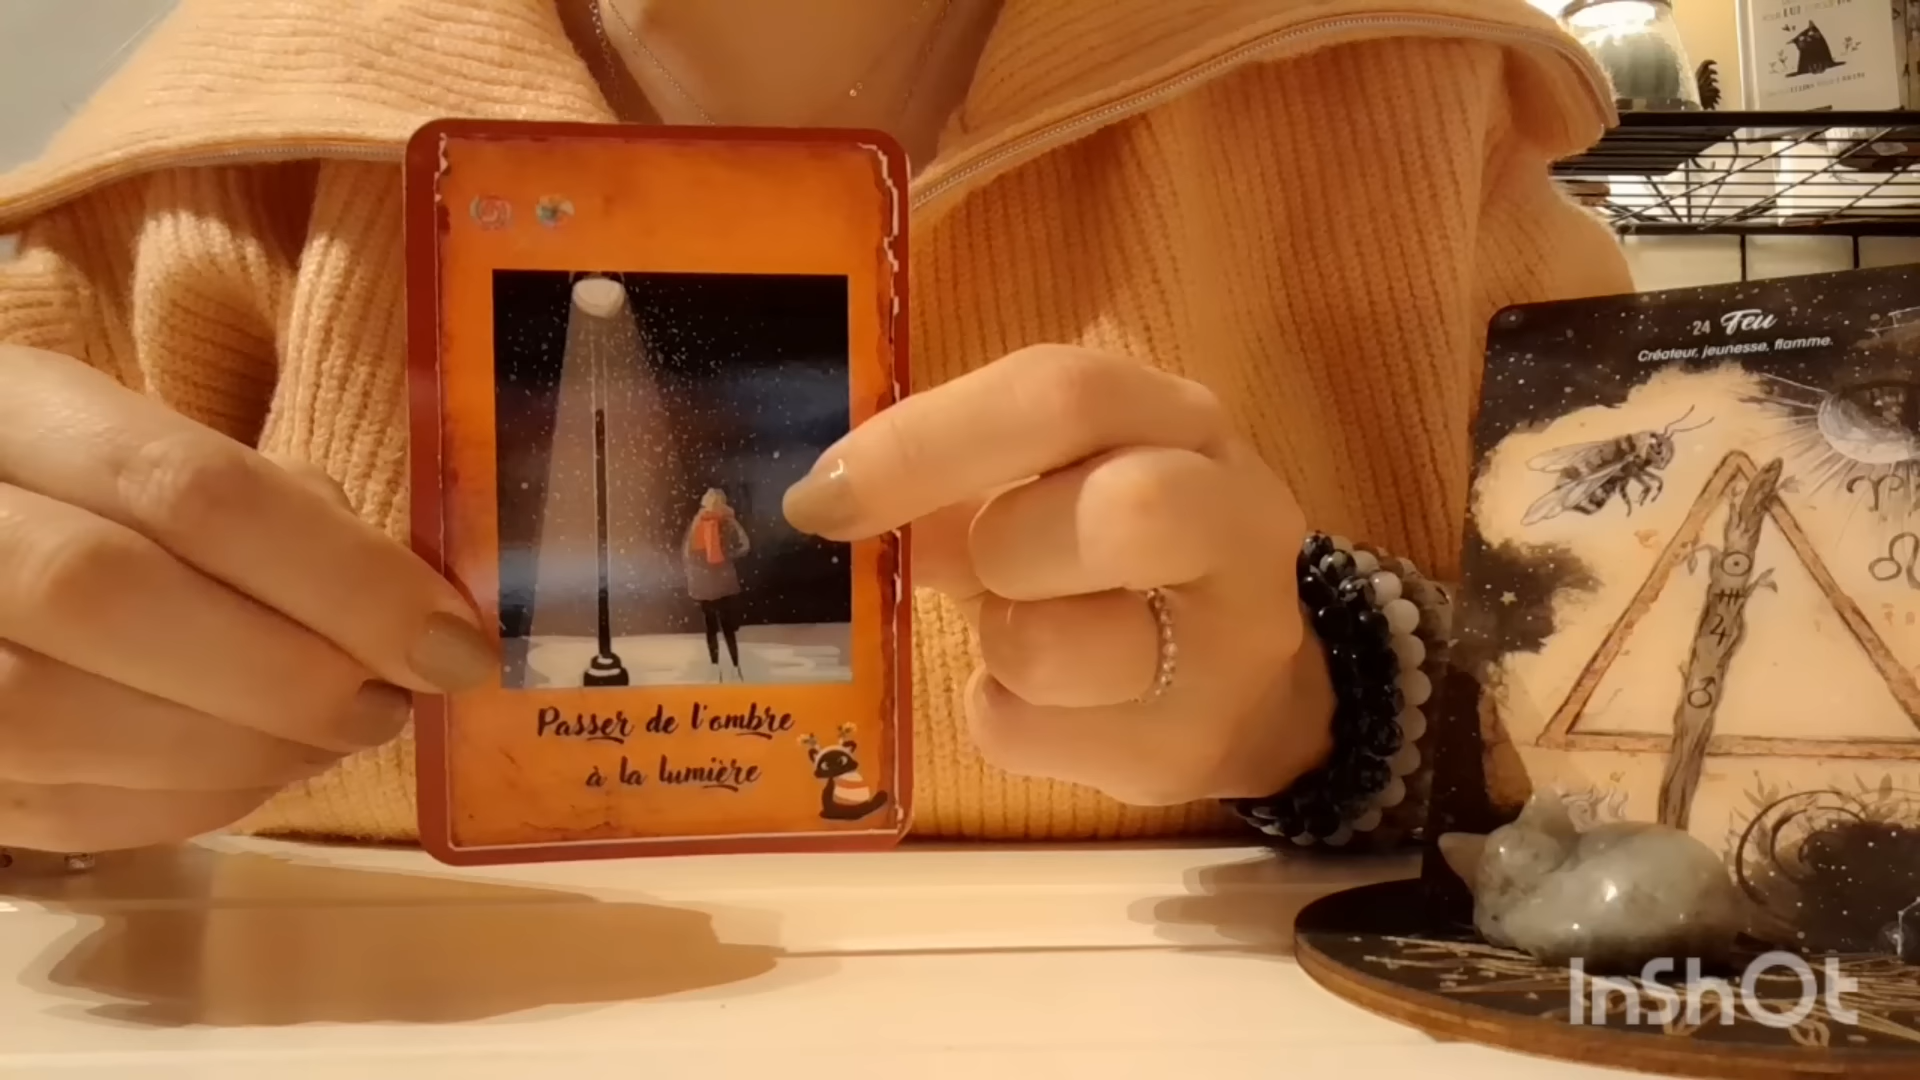 Passer de l'ombre
à la lumière
24 Feu
Créateur, jeunesse, flamme.
InShOt